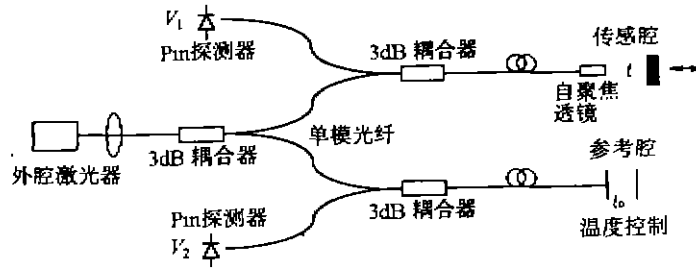 V₁
Pin探测器
3dB 耦合器
传感腔
l
自聚焦
透镜
外腔激光器
3dB 耦合器
单模光纤
参考腔
3dB 耦合器
l₀
温度控制
Pin探测器
V₂